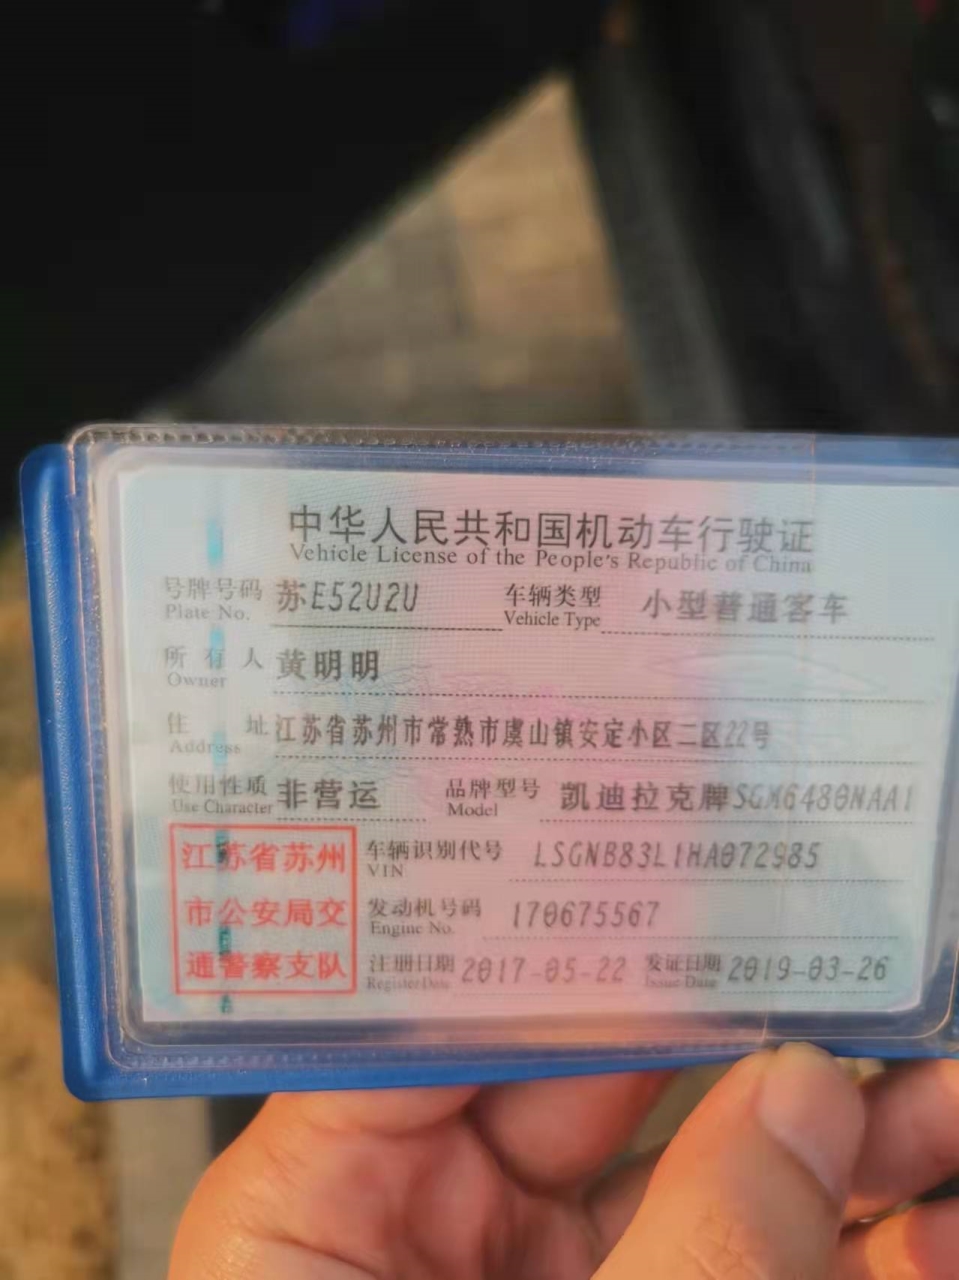 中华人民共和国机动车行驶证
Vehicle License of the People's Republic of China
号牌号码 苏E52U2U 车辆类型 小型普通客车
Plate No. Vehicle Type
所有人 黄明明
Owner
住址 江苏省苏州市常熟市虞山镇安定小区二区22号
Address
使用性质 非营运 品牌型号 凯迪拉克牌SGM6480NAA1
Use Character Model
江苏省苏州 车辆识别代号 LSGNB83L1HA072985
VIN
市公安局交 发动机号码 170675567
Engine No.
通警察支队 注册日期 2017-05-22 发证日期 2019-03-26
Register Date Issue Date